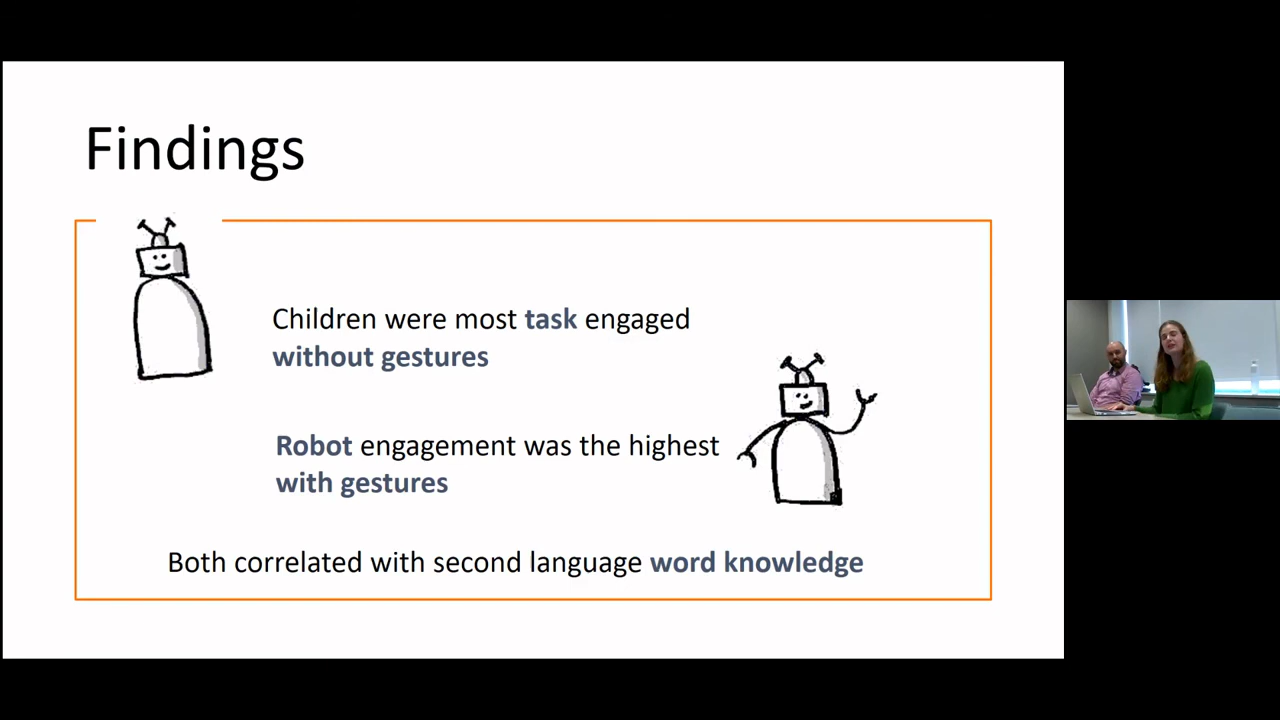 Findings
Children were most task engaged
without gestures
Robot engagement was the highest
with gestures
Both correlated with second language word knowledge